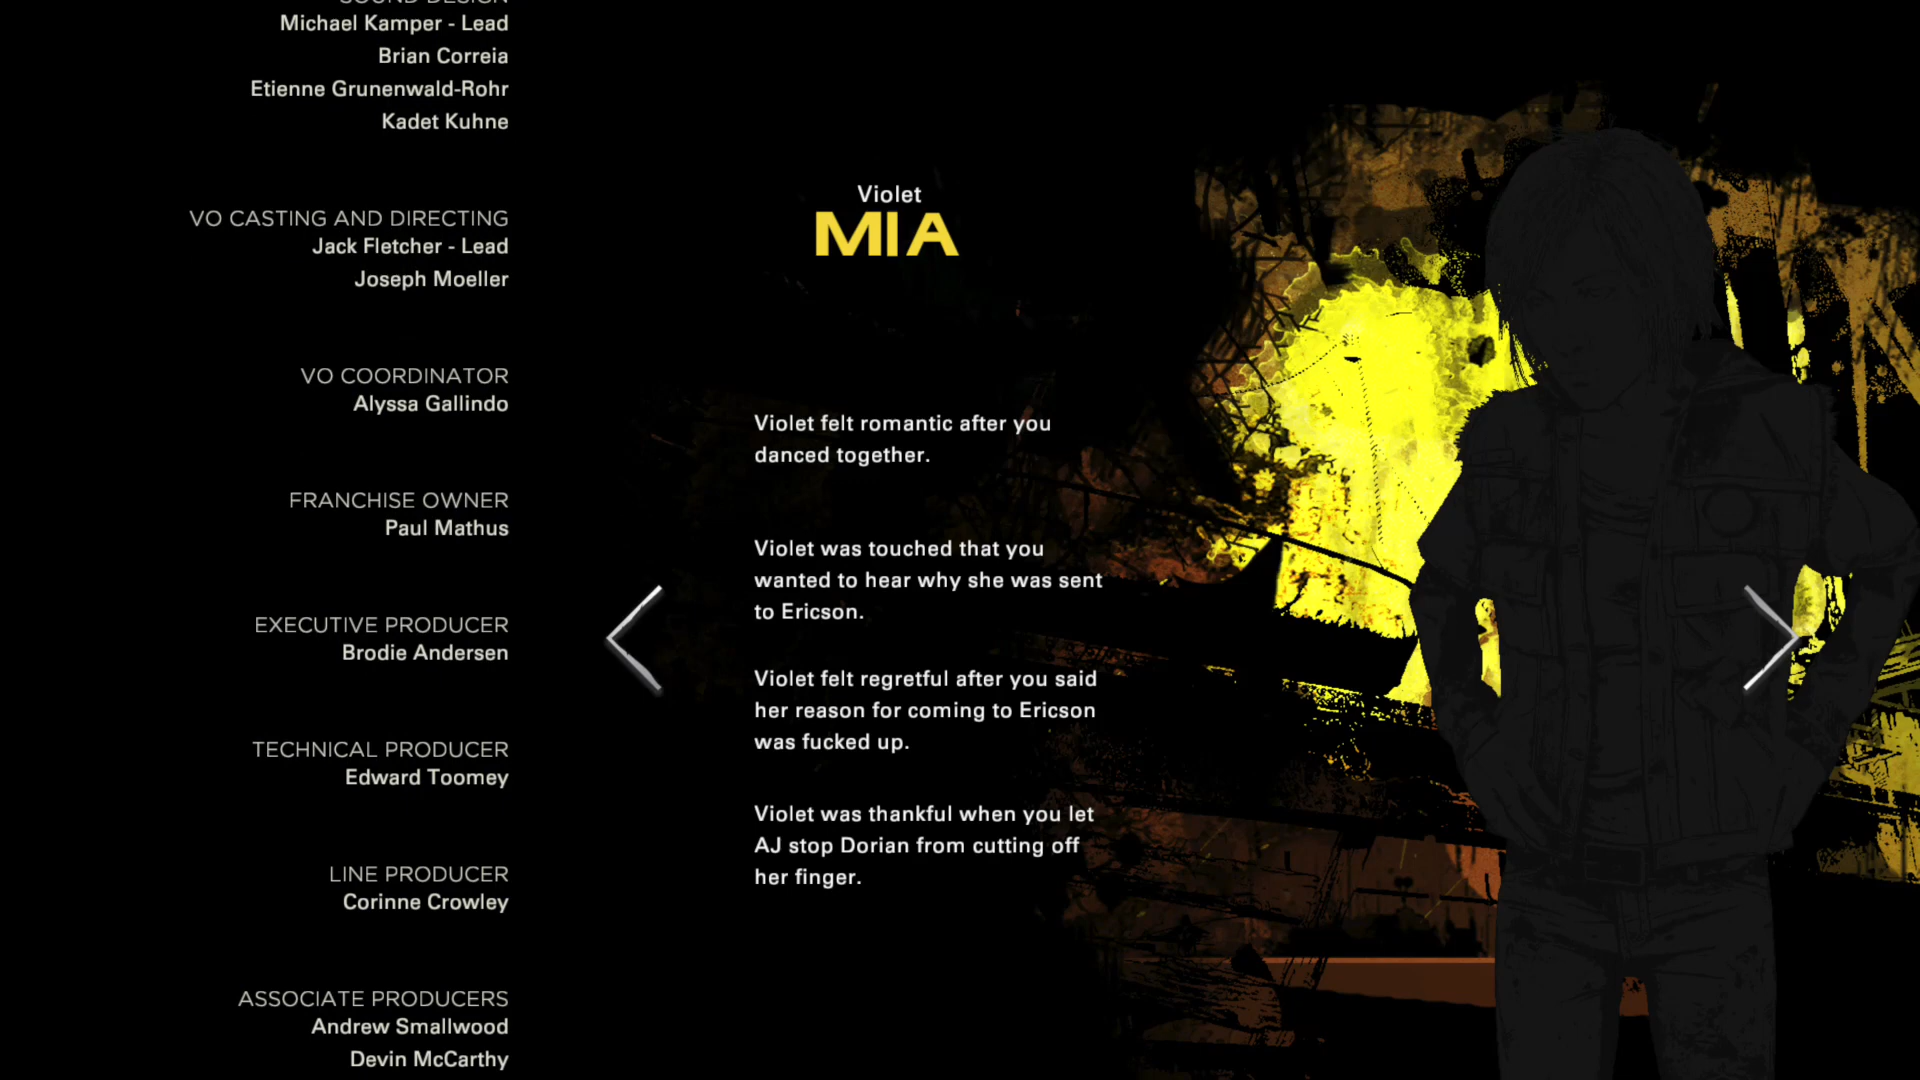 SOUND DESIGN
Michael Kamper - Lead
Brian Correia
Etienne Grunenwald-Rohr
Kadet Kuhne
VO CASTING AND DIRECTING
Jack Fletcher - Lead
Joseph Moeller
VO COORDINATOR
Alyssa Gallindo
FRANCHISE OWNER
Paul Mathus
EXECUTIVE PRODUCER
Brodie Andersen
TECHNICAL PRODUCER
Edward Toomey
LINE PRODUCER
Corinne Crowley
ASSOCIATE PRODUCERS
Andrew Smallwood
Devin McCarthy
Violet
MIA
Violet felt romantic after you
danced together.
Violet was touched that you
wanted to hear why she was sent
to Ericson.
Violet felt regretful after you said
her reason for coming to Ericson
was fucked up.
Violet was thankful when you let
AJ stop Dorian from cutting off
her finger.